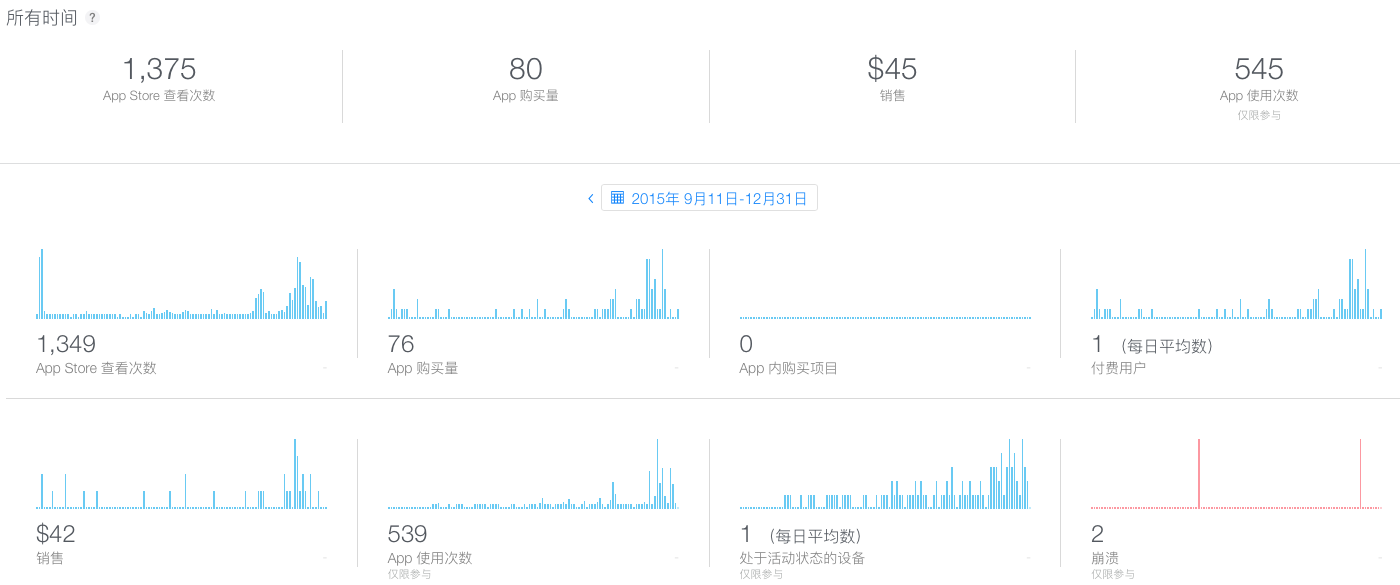 所有时间 ?
1,375
App Store 查看次数
80
App 购买量
$45
销售
545
App 使用次数
仅限参与
2015年 9月11日-12月31日
1,349
App Store 查看次数
76
App 购买量
0
App 内购买项目
1 （每日平均数）
付费用户
$42
销售
539
App 使用次数
仅限参与
1 （每日平均数）
处于活动状态的设备
仅限参与
2
崩溃
仅限参与